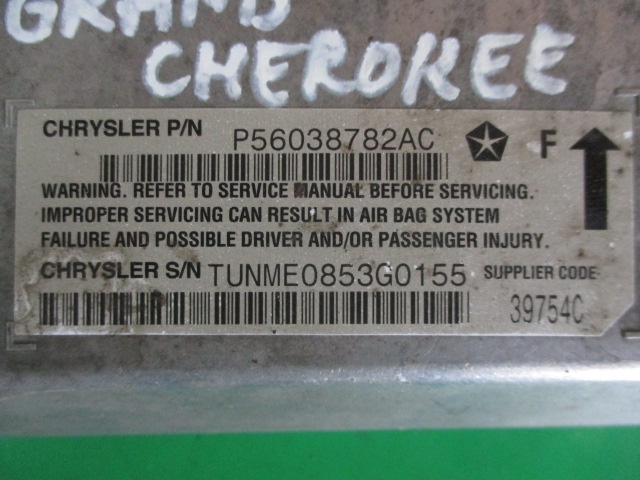 GRAND
CHEROKEE
CHRYSLER P/N P56038782AC F
WARNING. REFER TO SERVICE MANUAL BEFORE SERVICING.
IMPROPER SERVICING CAN RESULT IN AIR BAG SYSTEM
FAILURE AND POSSIBLE DRIVER AND/OR PASSENGER INJURY.
CHRYSLER S/N TUNME0853G0155 SUPPLIER CODE
39754C